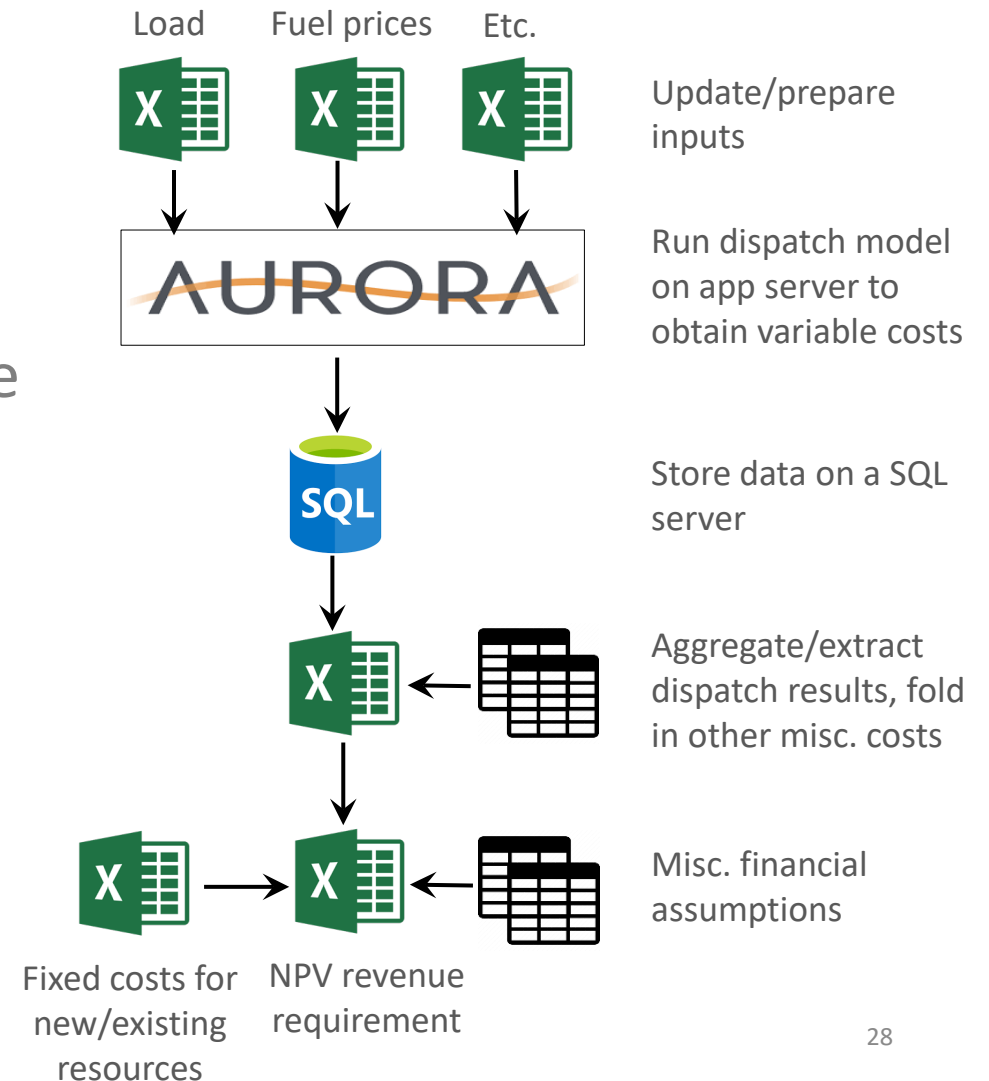 Load
Fuel prices
Etc.
X
X
X
Update/prepare
inputs
AURORA
Run dispatch model
on app server to
obtain variable costs
e
SQL
Store data on a SQL
server
X
Aggregate/extract
dispatch results, fold
in other misc. costs
X
X
Misc. financial
assumptions
Fixed costs for
new/existing
resources
NPV revenue
requirement
28